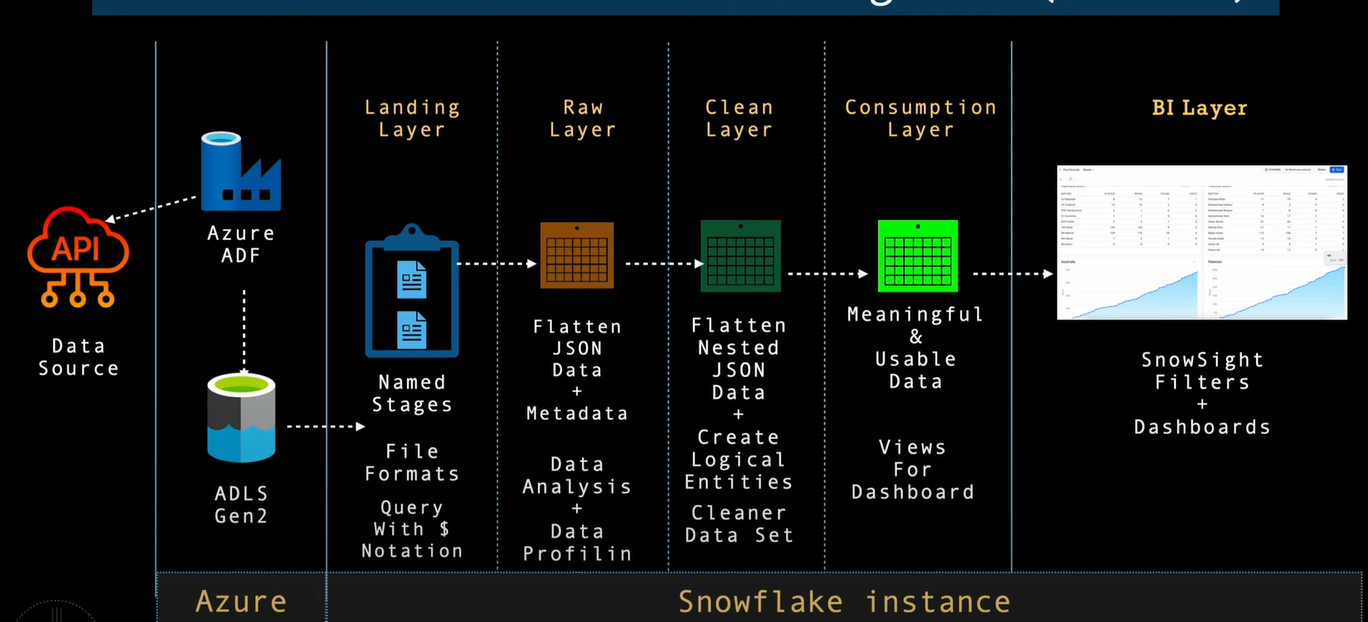 Landing
Layer
Raw
Layer
Clean
Layer
Consumption
Layer
BI Layer
API
Data
Source
Azure
ADF
ADLS
Gen2
Named
Stages
File
Formats
Query
With $
Notation
Flatten
JSON
Data
+
Metadata
Data
Analysis
+
Data
Profilin
Flatten
Nested
JSON
Data
+
Create
Logical
Entities
Cleaner
Data Set
Meaningful
&
Usable
Data
Views
For
Dashboard
Australia
Pakistan
SnowSight
Filters
+
Dashboards
Azure
Snowflake instance